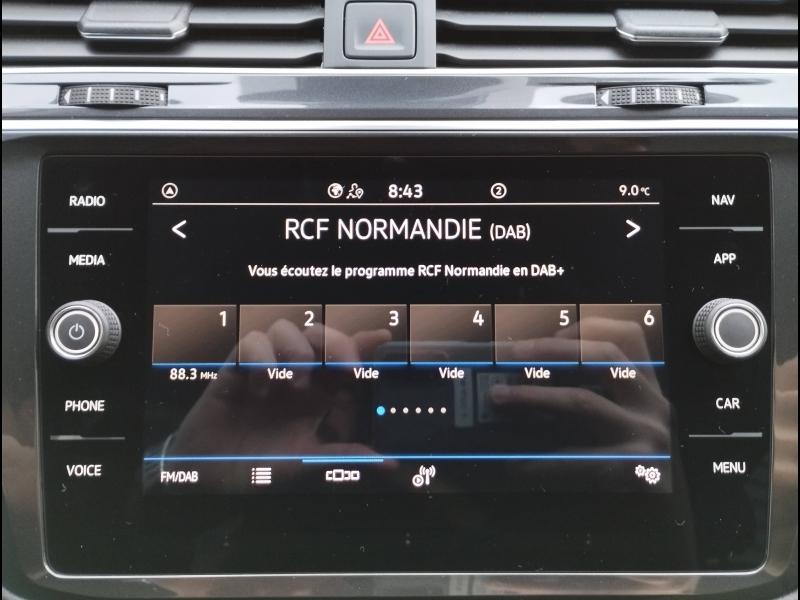 RADIO
MEDIA
PHONE
VOICE
8:43
2
9.0°C
< RCF NORMANDIE (DAB) >
Vous écoutez le programme RCF Normandie en DAB+
1 2 3 4 5 6
88.3 MHz Vide Vide Vide Vide Vide
FM/DAB
NAV
APP
CAR
MENU